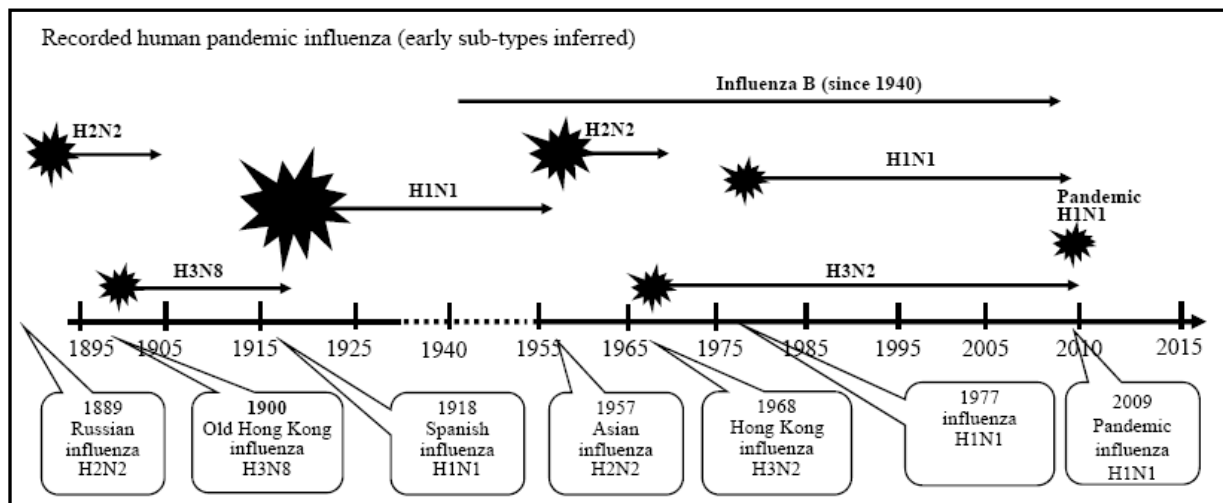 Recorded human pandemic influenza (early sub-types inferred)
Influenza B (since 1940)
H2N2
H2N2
H1N1
H1N1
Pandemic
H1N1
H3N8
H3N2
1895 1905 1915 1925 1940 1955 1965 1975 1985 1995 2005 2010 2015
1889
Russian
influenza
H2N2
1900
Old Hong Kong
influenza
H3N8
1918
Spanish
influenza
H1N1
1957
Asian
influenza
H2N2
1968
Hong Kong
influenza
H3N2
1977
influenza
H1N1
2009
Pandemic
influenza
H1N1